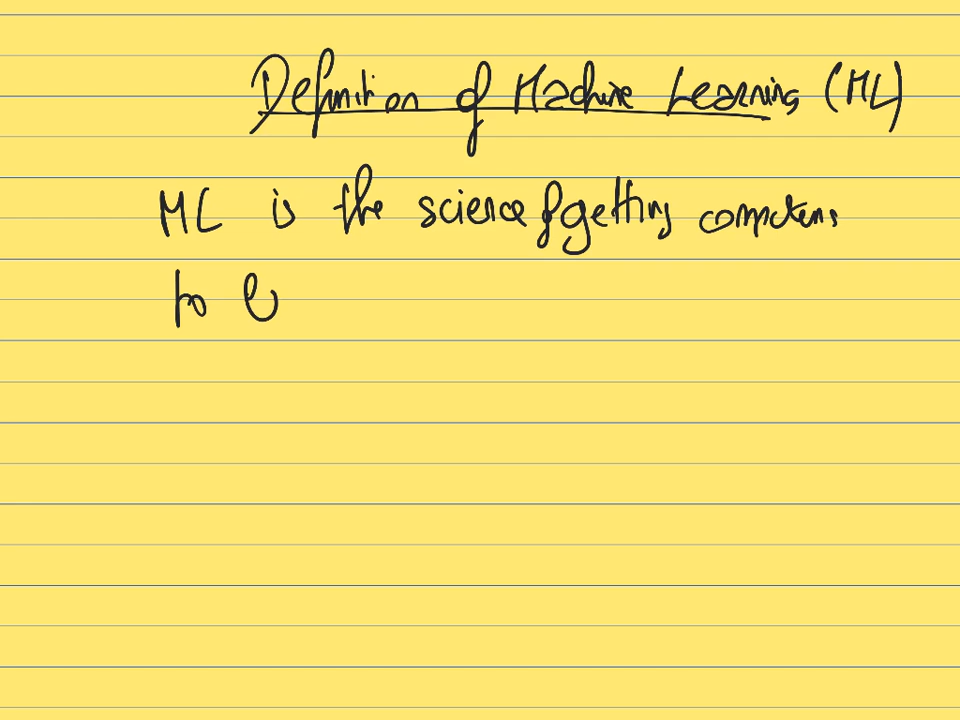 Definition of Machine Learning (ML)
ML is the science of getting computers
to